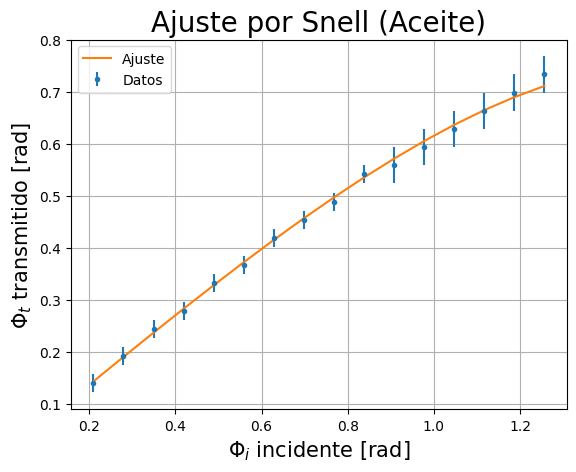 Ajuste por Snell (Aceite)
Ajuste
Datos
0.8
0.7
0.6
0.5
0.4
0.3
0.2
0.1
Φt transmitido [rad]
0.2 0.4 0.6 0.8 1.0 1.2
Φi incidente [rad]